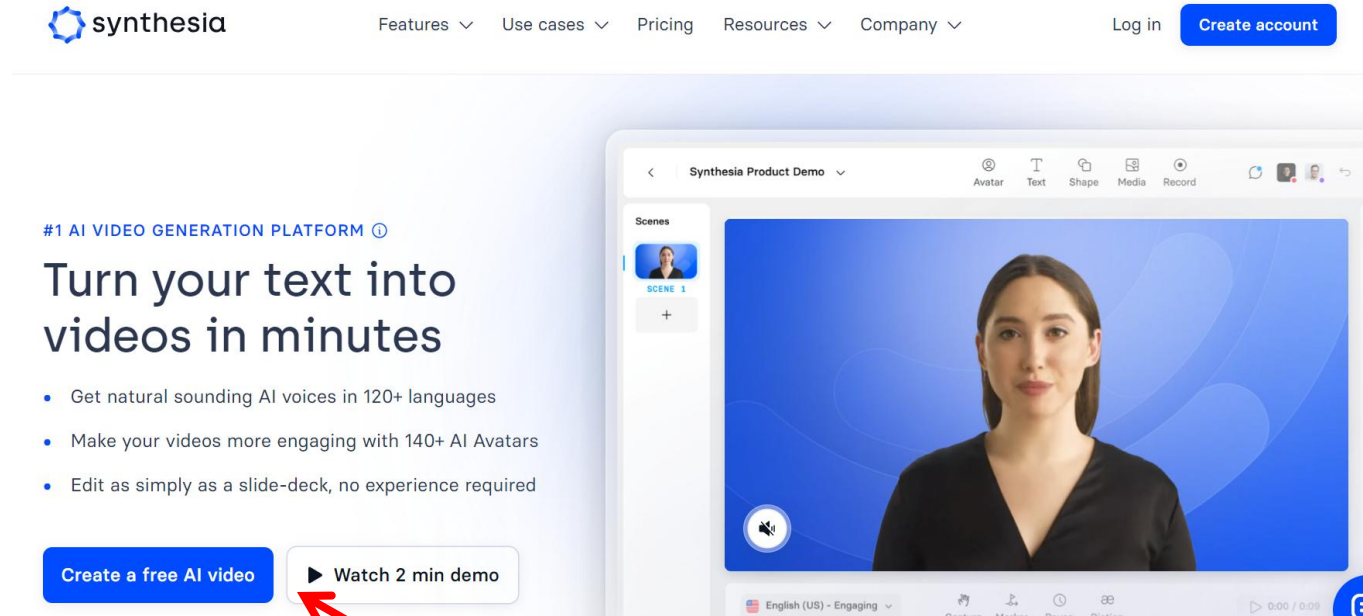 synthesia
Features
Use cases
Pricing
Resources
Company
Log in
Create account
#1 AI VIDEO GENERATION PLATFORM
Turn your text into
videos in minutes
• Get natural sounding AI voices in 120+ languages
• Make your videos more engaging with 140+ AI Avatars
• Edit as simply as a slide-deck, no experience required
Create a free AI video
Watch 2 min demo
Synthesia Product Demo
Avatar
Text
Shape
Media
Record
Scenes
SCENE 1
English (US) - Engaging
æ
0:00 / 0:09